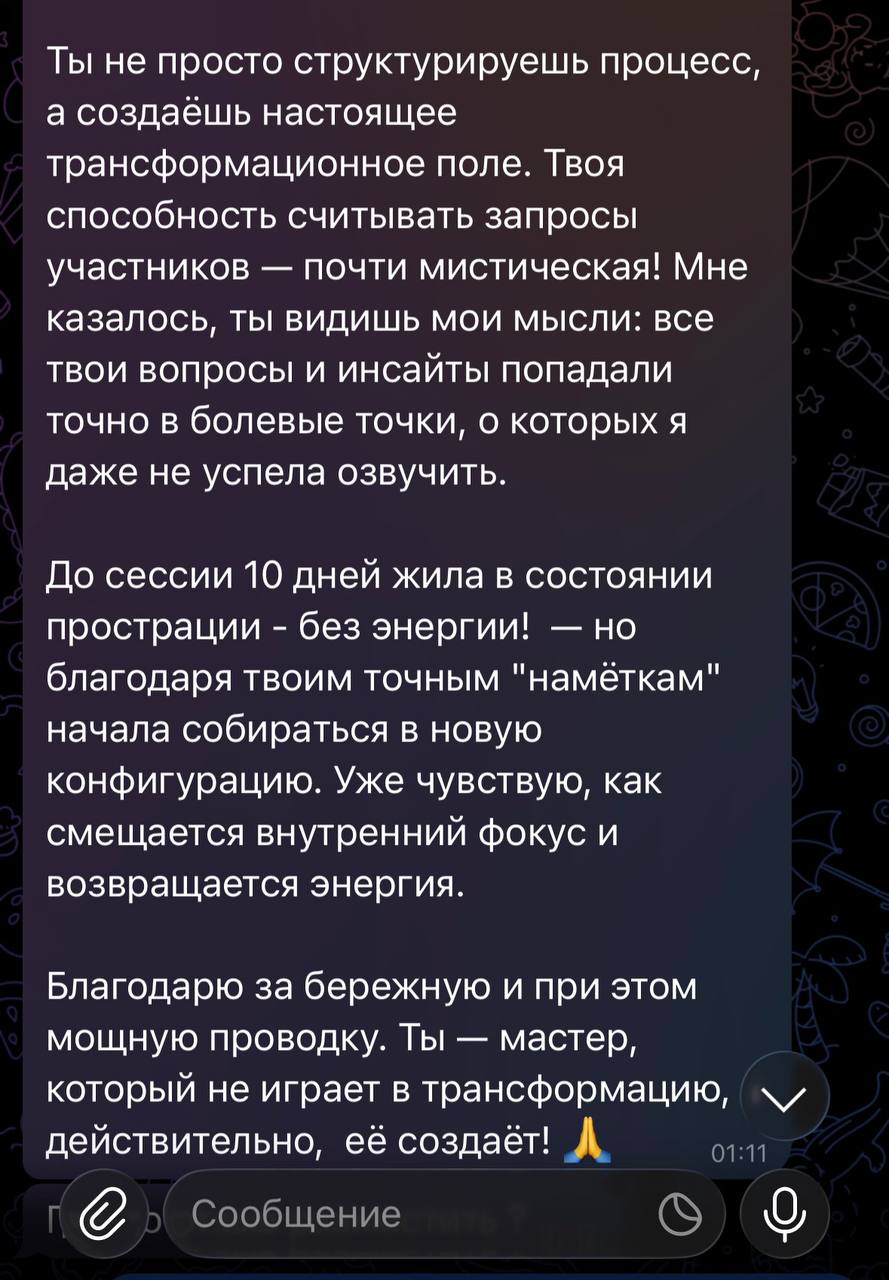 Ты не просто структурируешь процесс,
а создаёшь настоящее
трансформационное поле. Твоя
способность считывать запросы
участников — почти мистическая! Мне
казалось, ты видишь мои мысли: все
твои вопросы и инсайты попадали
точно в болевые точки, о которых я
даже не успела озвучить.
До сессии 10 дней жила в состоянии
прострации - без энергии!  — но
благодаря твоим точным "намёткам"
начала собираться в новую
конфигурацию. Уже чувствую, как
смещается внутренний фокус и
возвращается энергия.
Благодарю за бережную и при этом
мощную проводку. Ты — мастер,
который не играет в трансформацию,
действительно,  её создаёт! 🙏
01:11
Сообщение